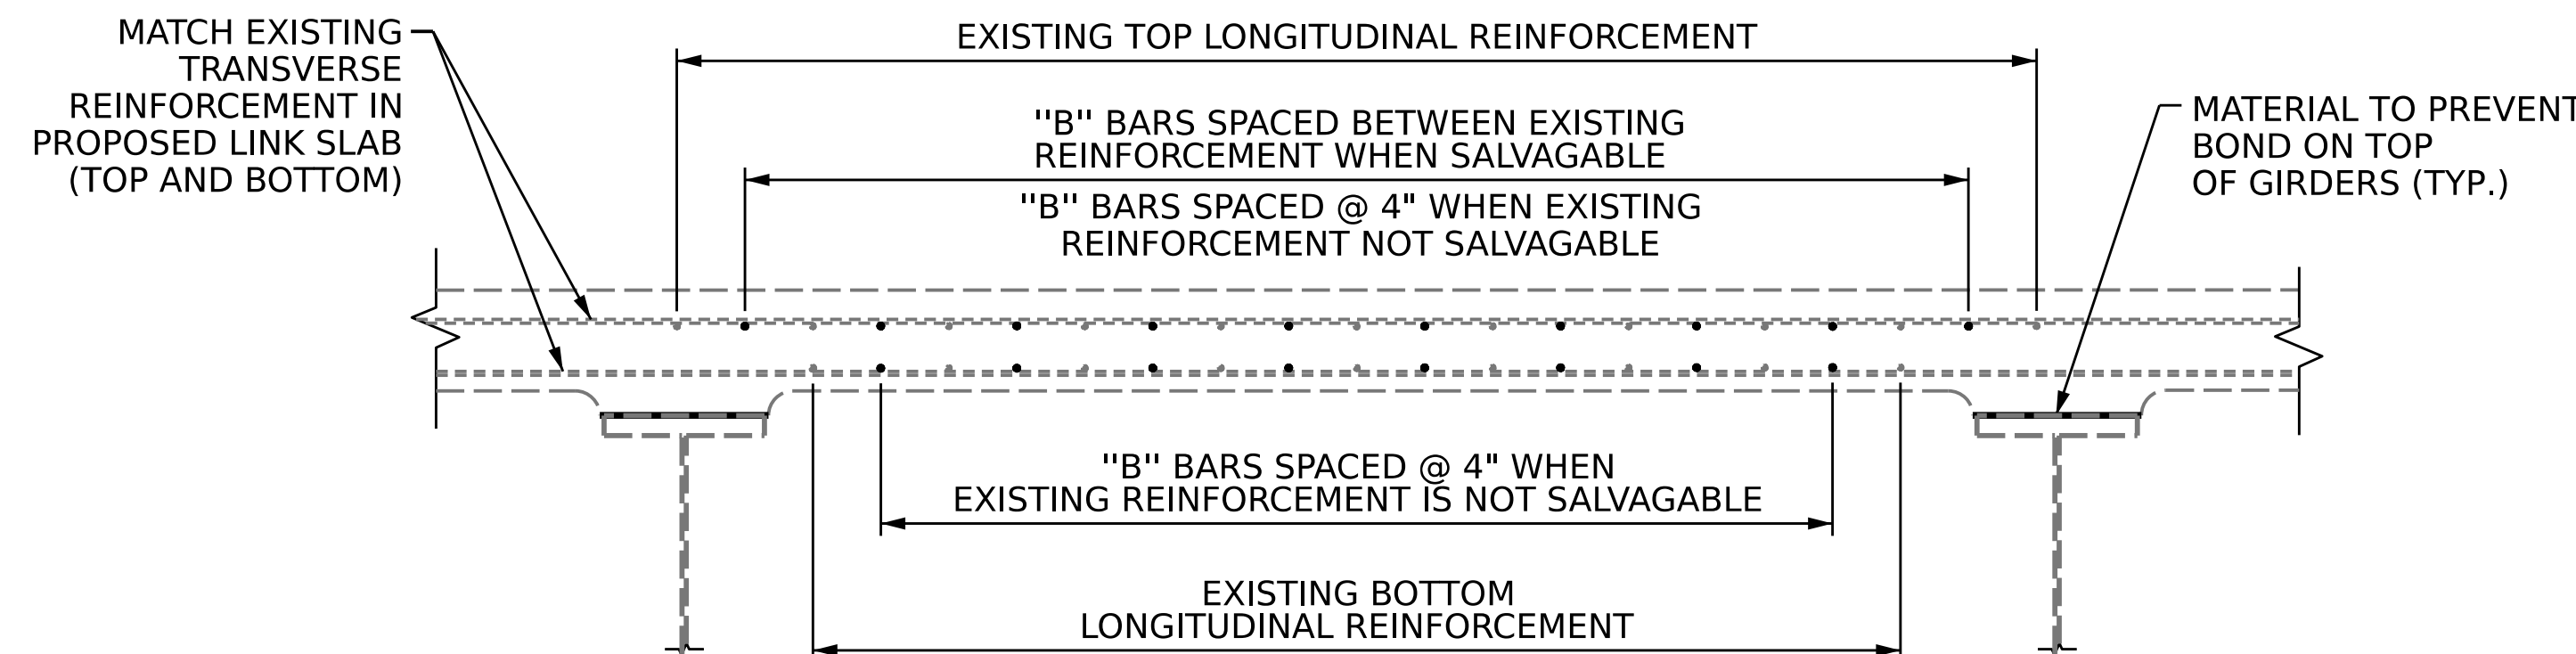 MATCH EXISTING
TRANSVERSE
REINFORCEMENT IN
PROPOSED LINK SLAB
(TOP AND BOTTOM)
EXISTING TOP LONGITUDINAL REINFORCEMENT
"B" BARS SPACED BETWEEN EXISTING
REINFORCEMENT WHEN SALVAGABLE
"B" BARS SPACED @ 4" WHEN EXISTING
REINFORCEMENT NOT SALVAGABLE
MATERIAL TO PREVENT
BOND ON TOP
OF GIRDERS (TYP.)
"B" BARS SPACED @ 4" WHEN
EXISTING REINFORCEMENT IS NOT SALVAGABLE
EXISTING BOTTOM
LONGITUDINAL REINFORCEMENT